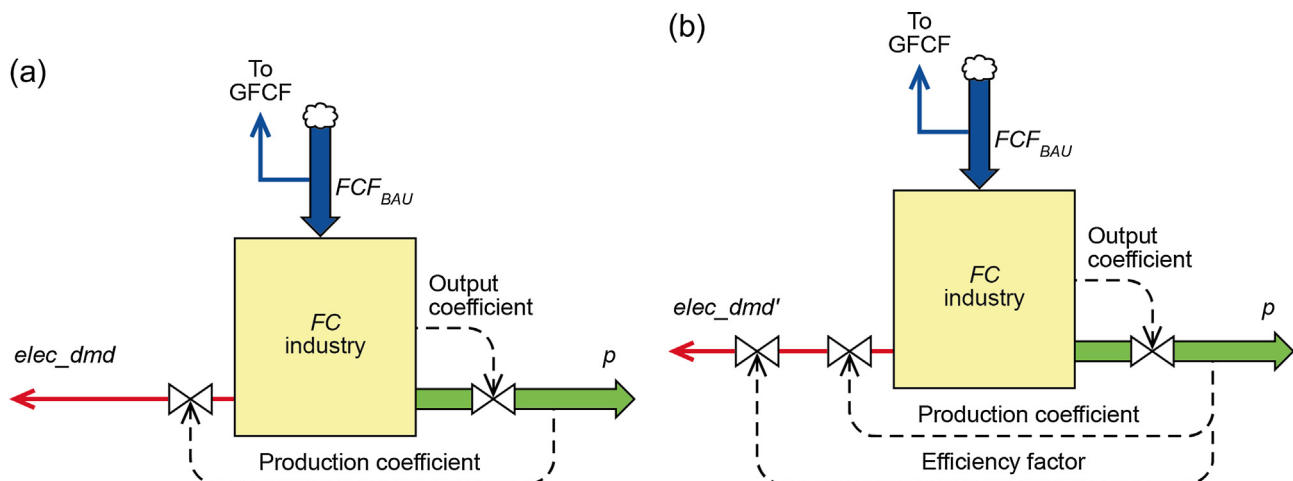 (a)
To
GFCF
FCF_BAU
FC
industry
Output
coefficient
elec_dmd
p
Production coefficient
(b)
To
GFCF
FCF_BAU
FC
industry
Output
coefficient
elec_dmd'
p
Production coefficient
Efficiency factor